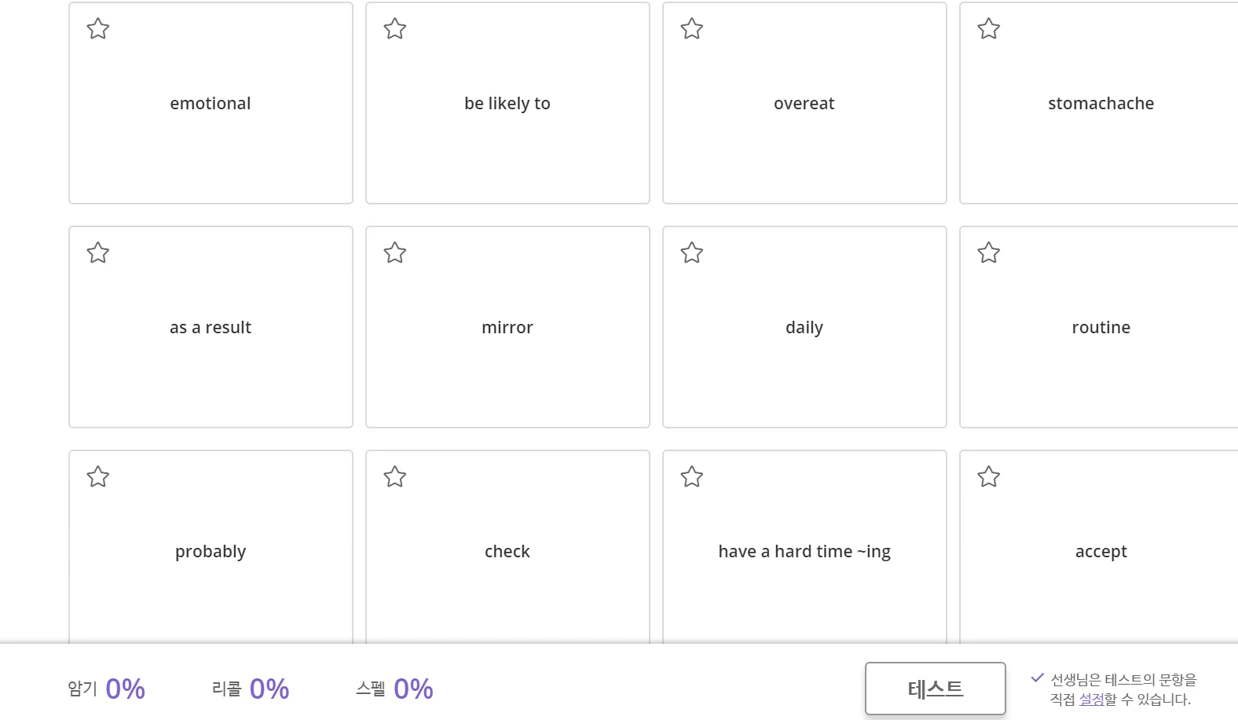 emotional
be likely to
overeat
stomachache
as a result
mirror
daily
routine
probably
check
have a hard time ~ing
accept
암기 0%
리콜 0%
스펠 0%
테스트
선생님은 테스트의 문항을
직접 설정할 수 있습니다.